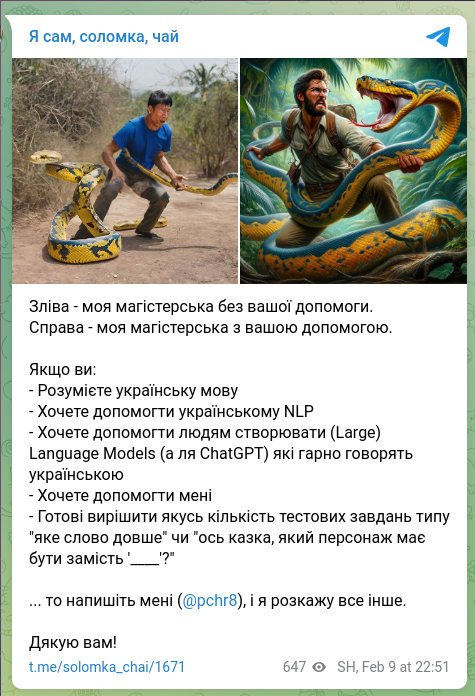 Я сам, соломка, чай
Зліва - моя магістерська без вашої допомоги.
Справа - моя магістерська з вашою допомогою.
Якщо ви:
- Розумієте українську мову
- Хочете допомогти українському NLP
- Хочете допомогти людям створювати (Large)
Language Models (а ля ChatGPT) які гарно говорять
українською
- Хочете допомогти мені
- Готові вирішити якусь кількість тестових завдань типу
"яке слово довше" чи "ось казка, який персонаж має
бути замість '____'?"
... то напишіть мені (@pchr8), і я розкажу все інше.
Дякую вам!
t.me/solomka_chai/1671 647 SH, Feb 9 at 22:51